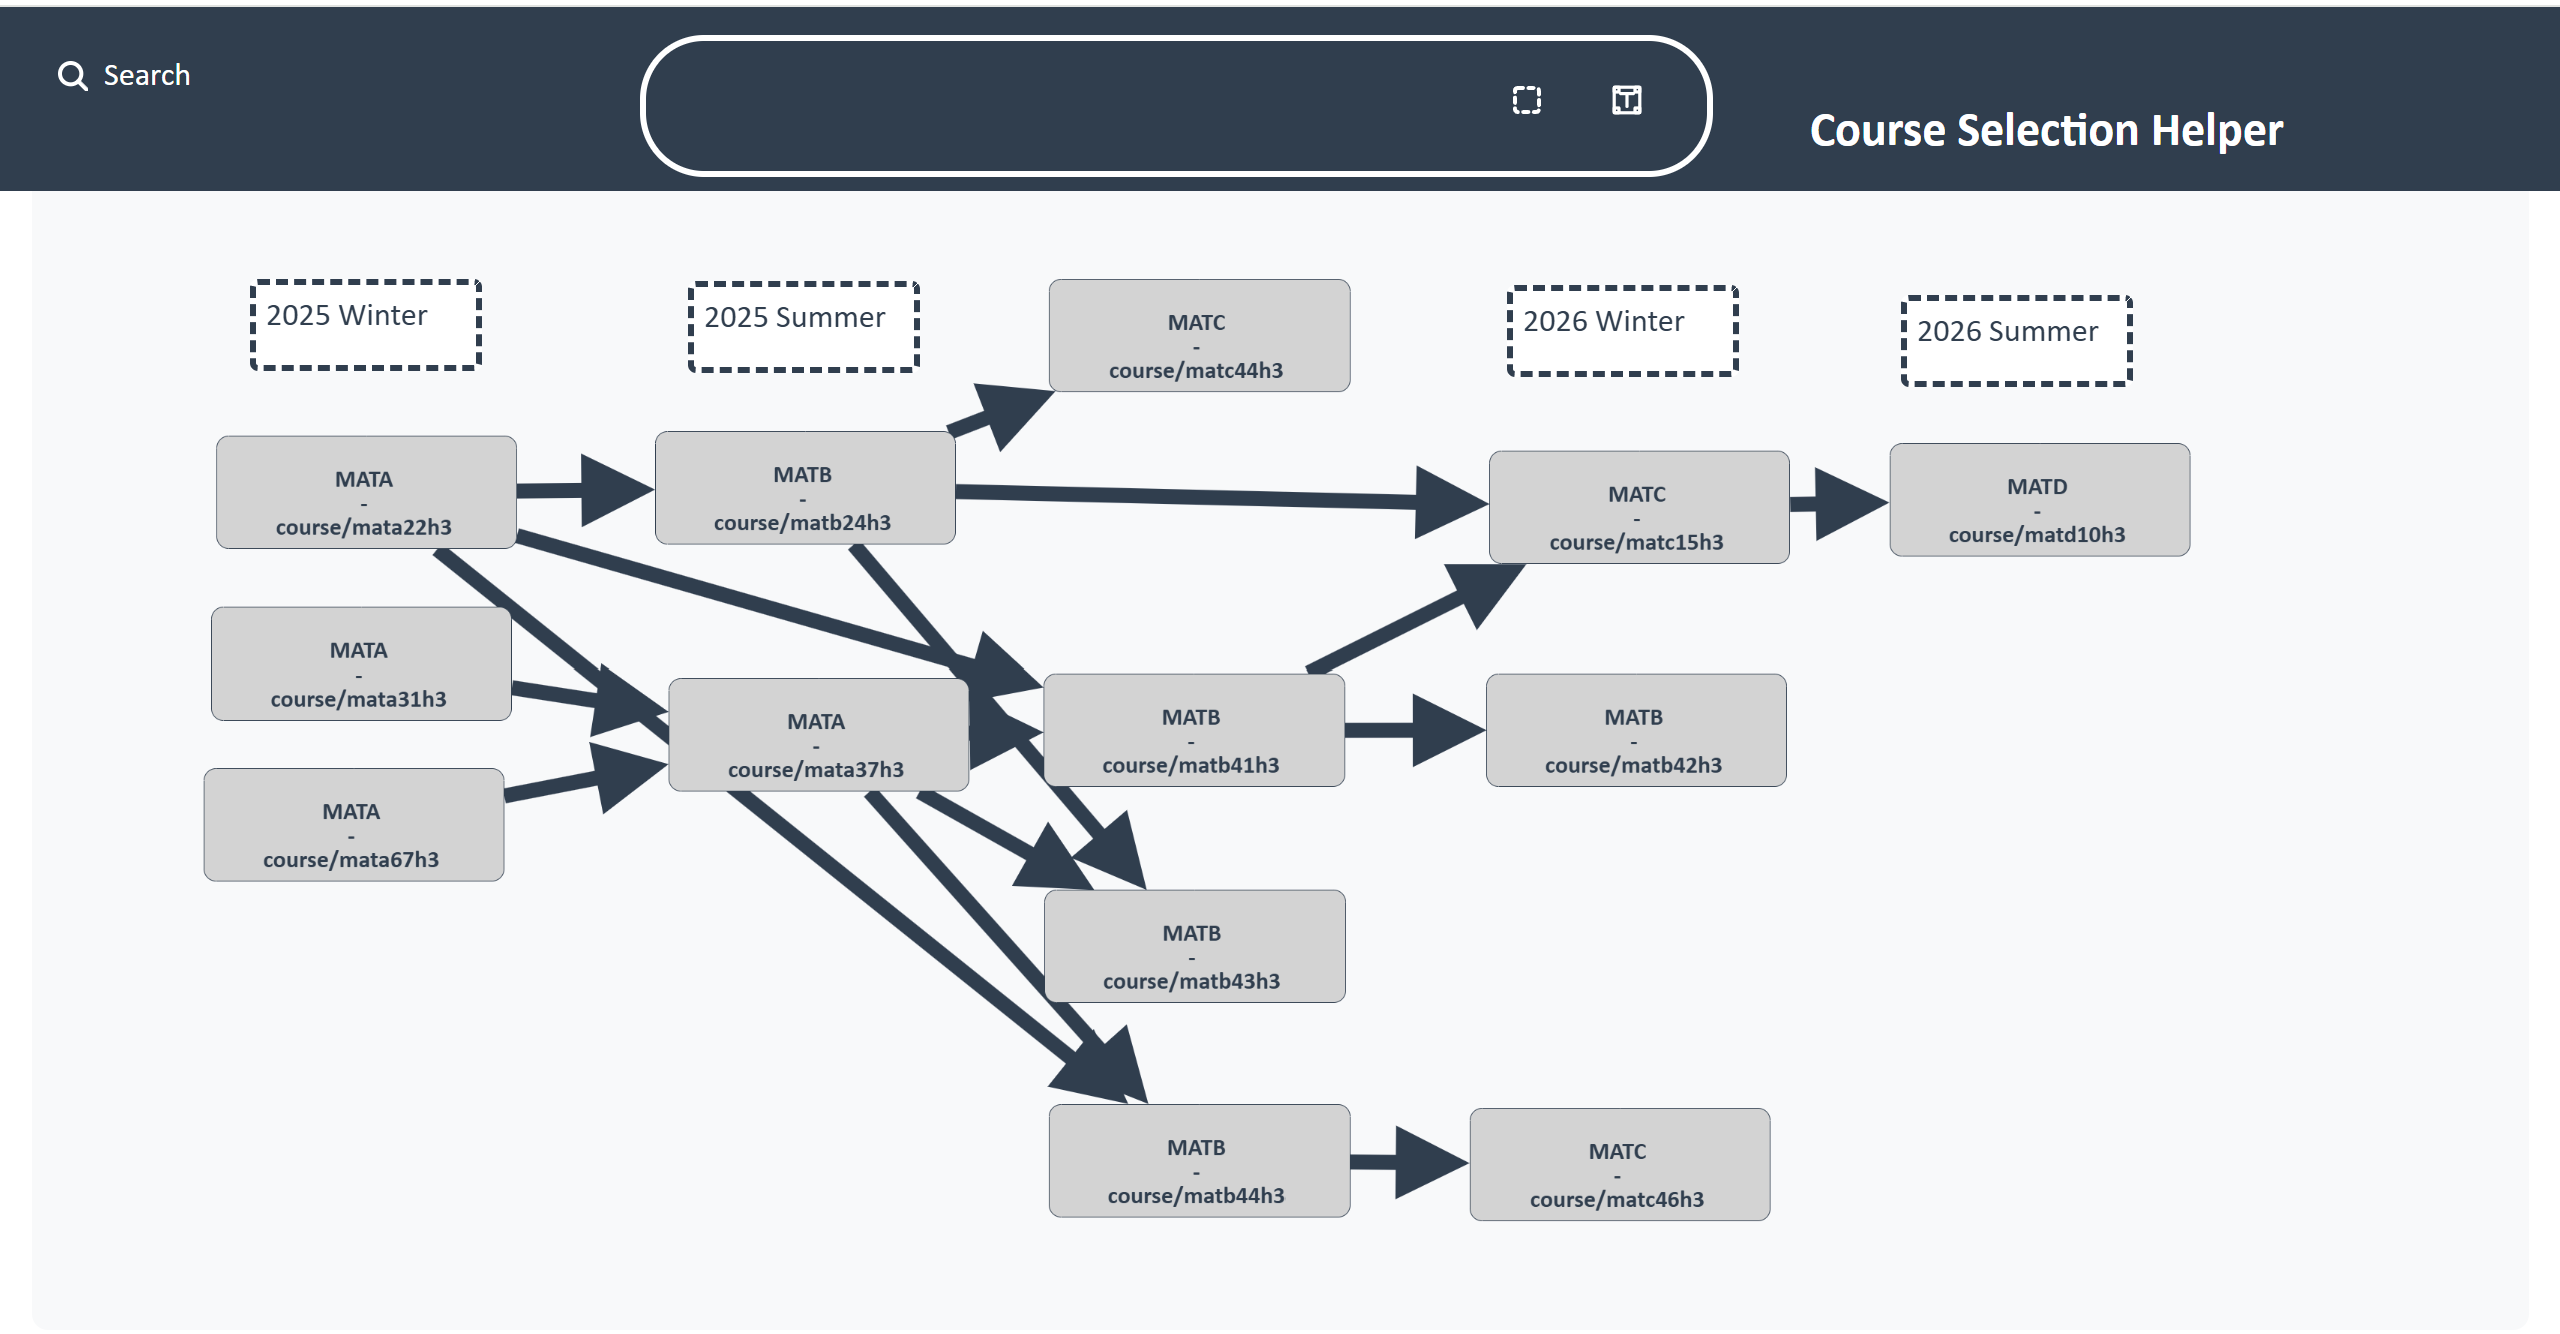 Search
Course Selection Helper
2025 Winter
2025 Summer
MATC
-
course/matc44h3
2026 Winter
2026 Summer
MATA
-
course/mata22h3
MATB
-
course/matb24h3
MATC
-
course/matc15h3
MATD
-
course/matd10h3
MATA
-
course/mata31h3
MATA
-
course/mata37h3
MATB
-
course/matb41h3
MATB
-
course/matb42h3
MATA
-
course/mata67h3
MATB
-
course/matb43h3
MATB
-
course/matb44h3
MATC
-
course/matc46h3